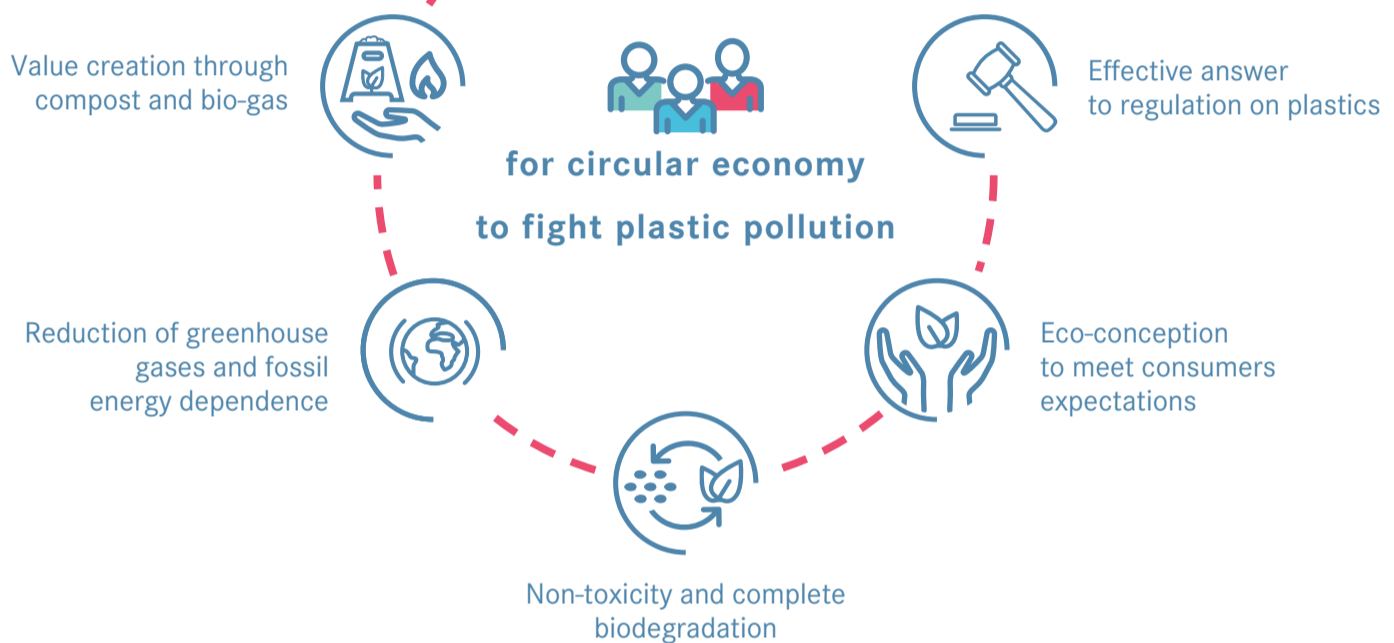 Value creation through
compost and bio-gas
for circular economy
to fight plastic pollution
Effective answer
to regulation on plastics
Reduction of greenhouse
gases and fossil
energy dependence
Eco-conception
to meet consumers
expectations
Non-toxicity and complete
biodegradation